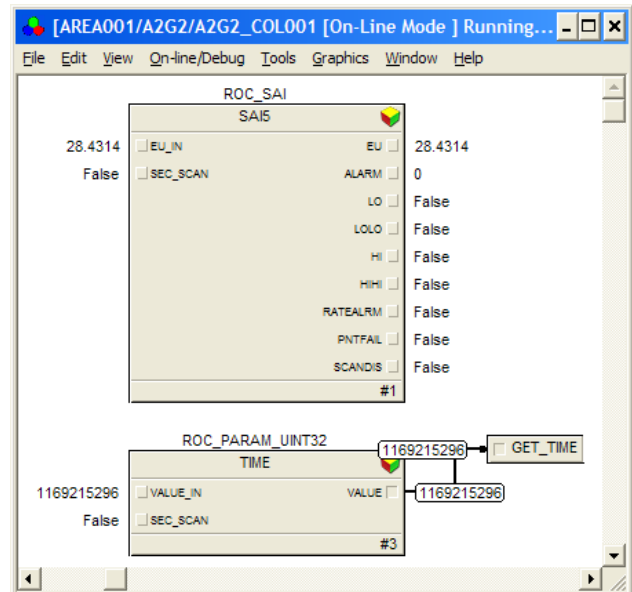 [AREA001/A2G2/A2G2_COL001 [On-Line Mode ] Running...
File Edit View On-line/Debug Tools Graphics Window Help
ROC_SAI
SAI5
28.4314 EU_IN EU 28.4314
False SEC_SCAN ALARM 0
LO False
LOLO False
HI False
HIHI False
RATEALRM False
PNTFAIL False
SCANDIS False
#1
ROC_PARAM_UINT32
TIME 1169215296 GET_TIME
1169215296 VALUE_IN VALUE 1169215296
False SEC_SCAN
#3